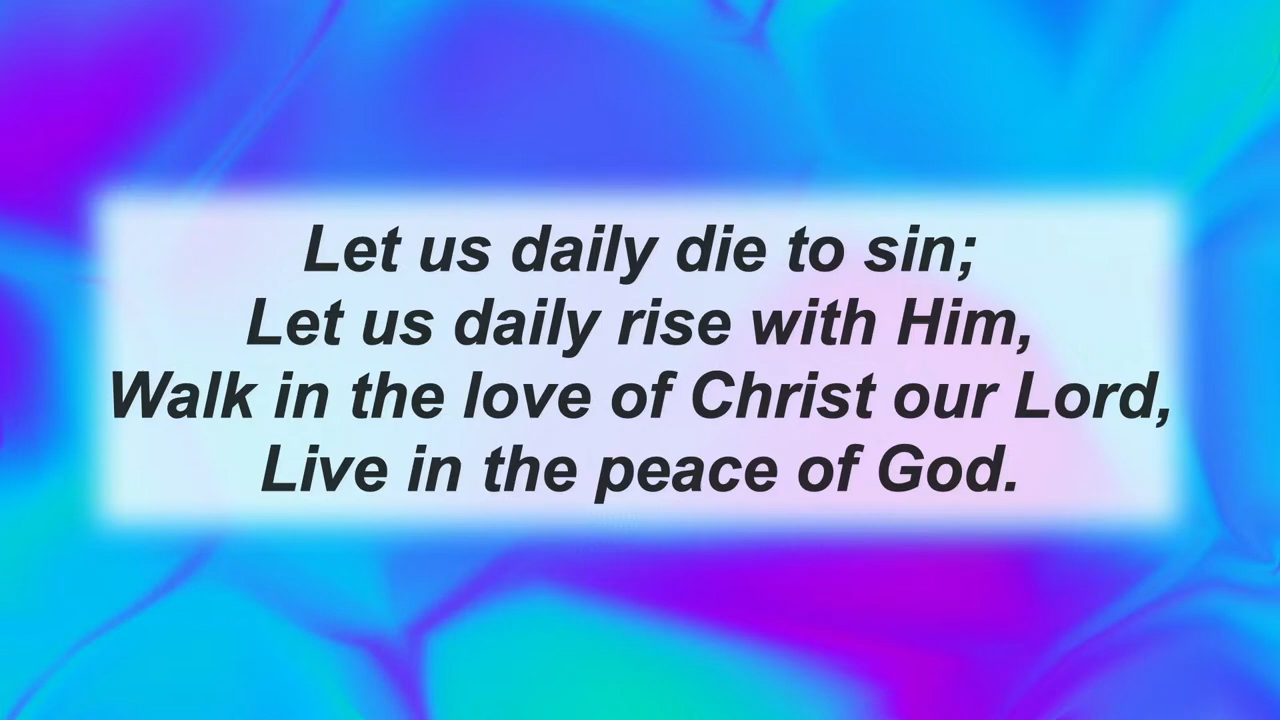 Let us daily die to sin;
Let us daily rise with Him,
Walk in the love of Christ our Lord,
Live in the peace of God.